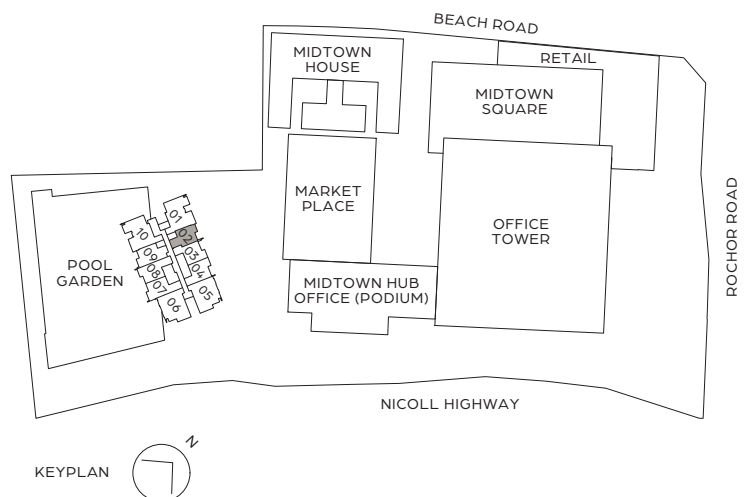 BEACH ROAD
MIDTOWN
HOUSE
RETAIL
MIDTOWN
SQUARE
ROCHOR ROAD
MARKET
PLACE
OFFICE
TOWER
POOL
GARDEN
01
02
03
04
05
10
09
08
07
06
MIDTOWN HUB
OFFICE (PODIUM)
NICOLL HIGHWAY
N
KEYPLAN